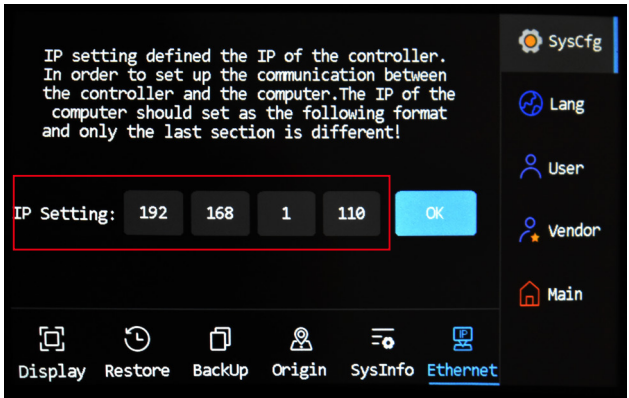 IP setting defined the IP of the controller.
In order to set up the communication between
the controller and the computer.The IP of the
computer should set as the following format
and only the last section is different!
IP Setting: 192 168 1 110 OK
SysCfg
Lang
User
Vendor
Main
Display Restore BackUp Origin SysInfo Ethernet
IP